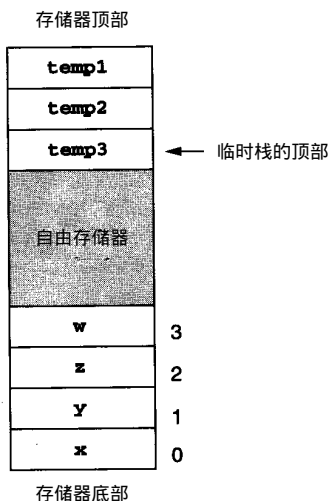 存储器顶部
temp1
temp2
temp3
临时栈的顶部
自由存储器
w 3
z 2
y 1
x 0
存储器底部